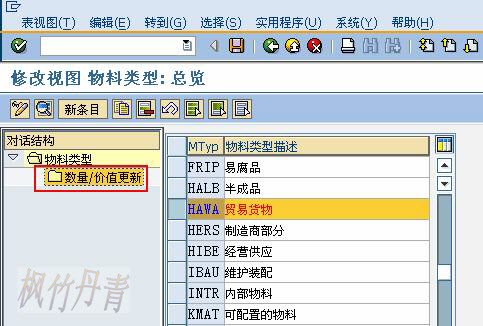 表视图(T) 编辑(E) 转到(G) 选择(S) 实用程序(U) 系统(Y) 帮助(H)
修改视图 物料类型: 总览
新条目
对话结构
物料类型
数量/价值更新
MTyp 物料类型描述
FRIP 易腐品
HALB 半成品
HAWA 贸易货物
HERS 制造商部分
HIBE 经营供应
IBAU 维护装配
INTR 内部物料
KMAT 可配置的物料
枫竹丹青